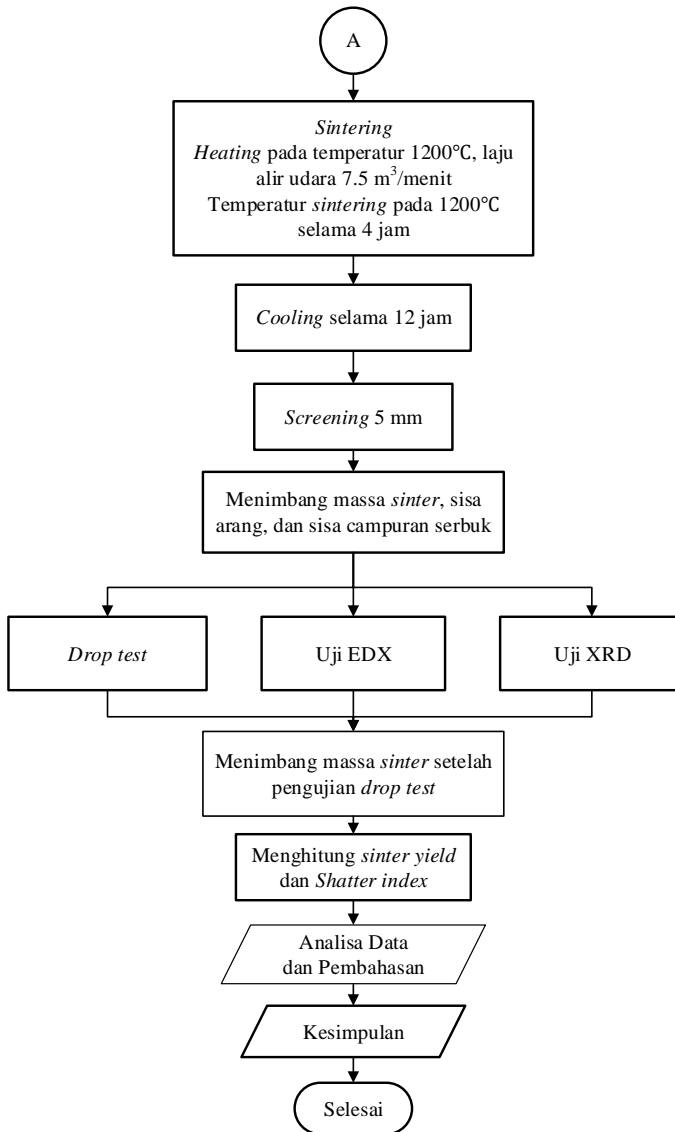 A
Sintering
Heating pada temperatur 1200℃, laju
alir udara 7.5 m³/menit
Temperatur sintering pada 1200℃
selama 4 jam
Cooling selama 12 jam
Screening 5 mm
Menimbang massa sinter, sisa
arang, dan sisa campuran serbuk
Drop test
Uji EDX
Uji XRD
Menimbang massa sinter setelah
pengujian drop test
Menghitung sinter yield
dan Shatter index
Analisa Data
dan Pembahasan
Kesimpulan
Selesai